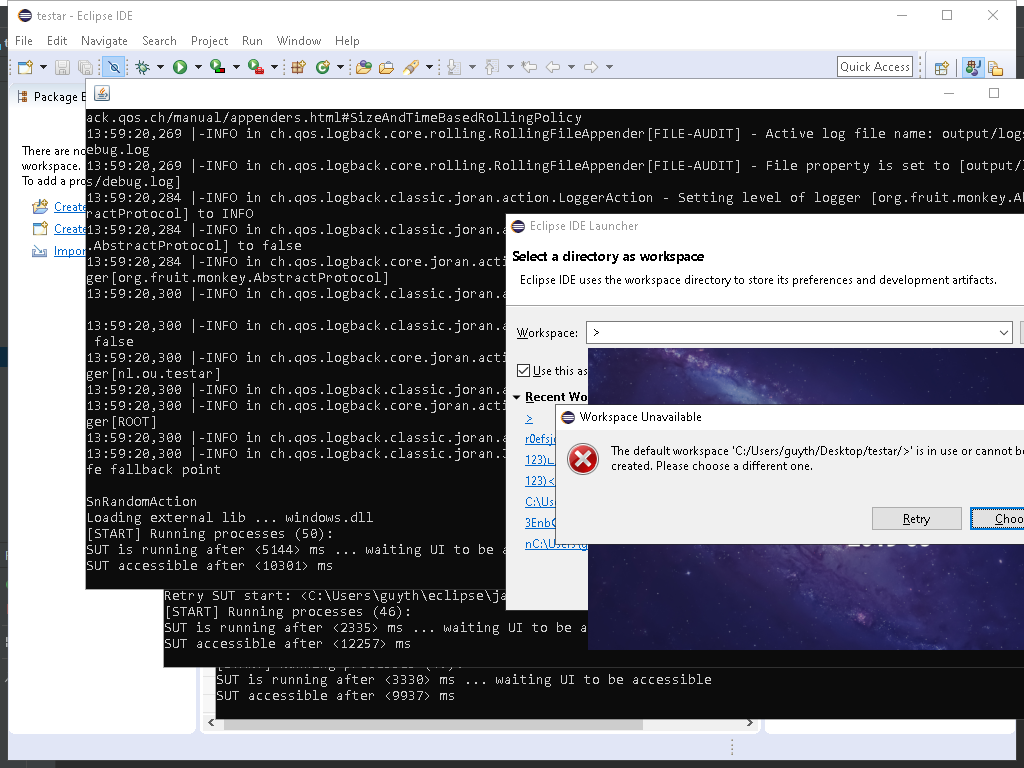 testar - Eclipse IDE
File Edit Navigate Search Project Run Window Help
Quick Access
Package E
There are no
workspace.
To add a pro
Create
Create
Impor
ack.qos.ch/manual/appenders.html#SizeAndTimeBasedRollingPolicy
13:59:20,269 |-INFO in ch.qos.logback.core.rolling.RollingFileAppender[FILE-AUDIT] - Active log file name: output/logs
ebug.log
13:59:20,269 |-INFO in ch.qos.logback.core.rolling.RollingFileAppender[FILE-AUDIT] - File property is set to [output/
s/debug.log]
13:59:20,284 |-INFO in ch.qos.logback.classic.joran.action.LoggerAction - Setting level of logger [org.fruit.monkey.Ab
ractProtocol] to INFO
13:59:20,284 |-INFO in ch.qos.logback.classic.joran.a
.AbstractProtocol] to false
13:59:20,284 |-INFO in ch.qos.logback.core.joran.acti
ger[org.fruit.monkey.AbstractProtocol]
13:59:20,300 |-INFO in ch.qos.logback.classic.joran.a
13:59:20,300 |-INFO in ch.qos.logback.classic.joran.a
false
13:59:20,300 |-INFO in ch.qos.logback.core.joran.acti
ger[nl.ou.testar]
13:59:20,300 |-INFO in ch.qos.logback.classic.joran.a
13:59:20,300 |-INFO in ch.qos.logback.core.joran.acti
ger[ROOT]
13:59:20,300 |-INFO in ch.qos.logback.classic.joran.a
13:59:20,300 |-INFO in ch.qos.logback.classic.joran.J
fe fallback point
SnRandomAction
Loading external lib ... windows.dll
[START] Running processes (50):
SUT is running after <5144> ms ... waiting UI to be a
SUT accessible after <10301> ms
Eclipse IDE Launcher
Select a directory as workspace
Eclipse IDE uses the workspace directory to store its preferences and development artifacts.
Workspace: >
Use this as
Recent Wo
>
r0efsj
123)
123)<
C:\Use
3Enb
nC:\Users\g
Workspace Unavailable
The default workspace 'C:/Users/guyth/Desktop/testar/>' is in use or cannot be
created. Please choose a different one.
Retry Choo
Retry SUT start: <C:\Users\guyth\eclipse\ja
[START] Running processes (46):
SUT is running after <2335> ms ... waiting UI to be a
SUT accessible after <12257> ms
SUT is running after <3330> ms ... waiting UI to be accessible
SUT accessible after <9937> ms